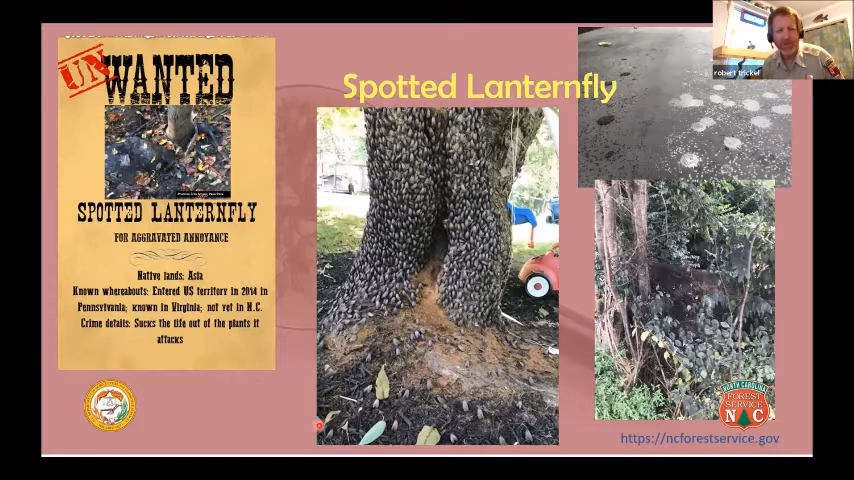 UN
WANTED
SPOTTED LANTERNFLY
FOR AGGRAVATED ANNOYANCE
Native lands: Asia
Known whereabouts: Entered US territory in 2014 in
Pennsylvania; known in Virginia; not yet in N.C.
Crime details: Sucks the life out of the plants it
attacks
Spotted Lanternfly
robert trickel
NORTH CAROLINA
FOREST
SERVICE
N C
https://ncforestservice.gov